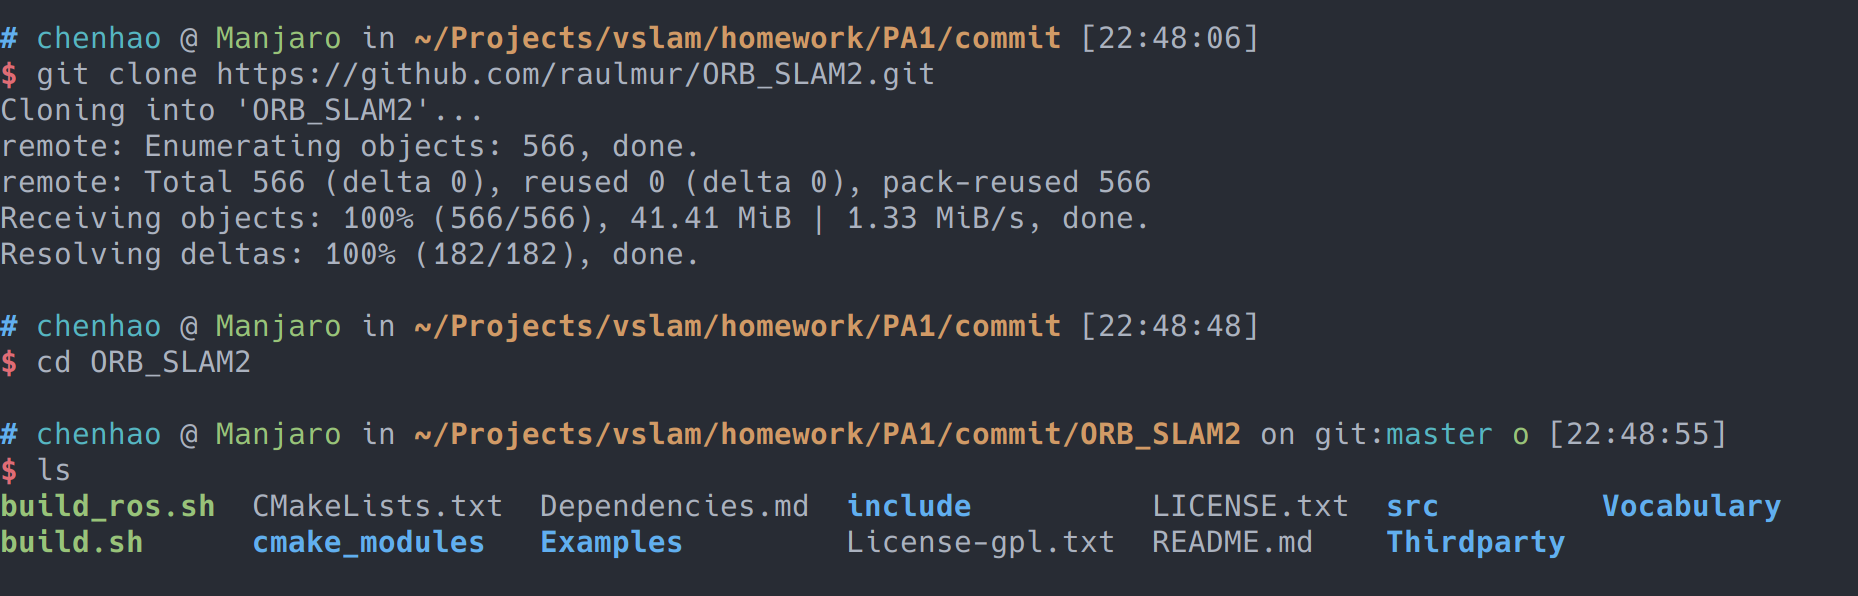 # chenhao @ Manjaro in ~/Projects/vslam/homework/PA1/commit [22:48:06]
$ git clone https://github.com/raulmur/ORB_SLAM2.git
Cloning into 'ORB_SLAM2'...
remote: Enumerating objects: 566, done.
remote: Total 566 (delta 0), reused 0 (delta 0), pack-reused 566
Receiving objects: 100% (566/566), 41.41 MiB | 1.33 MiB/s, done.
Resolving deltas: 100% (182/182), done.
# chenhao @ Manjaro in ~/Projects/vslam/homework/PA1/commit [22:48:48]
$ cd ORB_SLAM2
# chenhao @ Manjaro in ~/Projects/vslam/homework/PA1/commit/ORB_SLAM2 on git:master o [22:48:55]
$ ls
build_ros.sh CMakeLists.txt Dependencies.md include LICENSE.txt src Vocabulary
build.sh cmake_modules Examples License-gpl.txt README.md Thirdparty